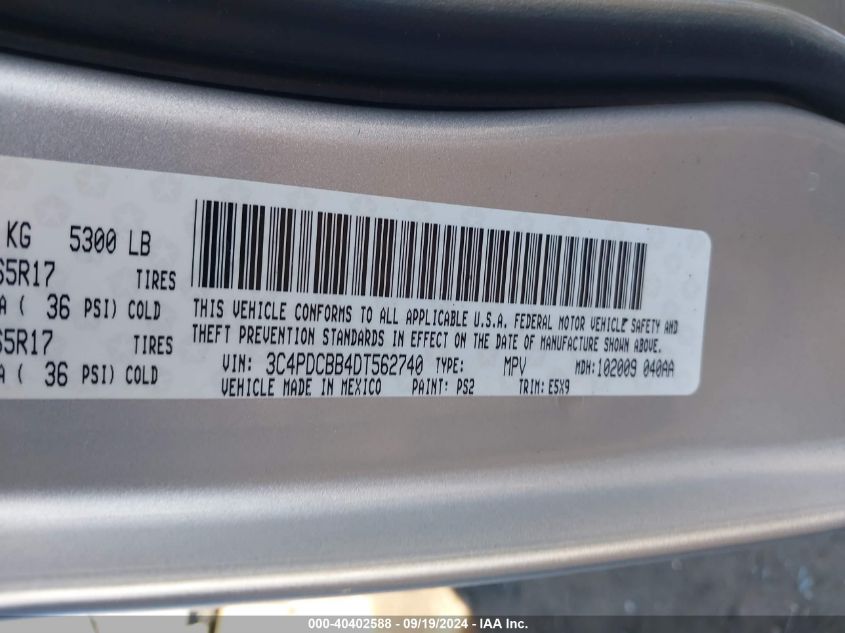 KG 5300 LB
65R17 TIRES
A ( 36 PSI) COLD
65R17 TIRES
A ( 36 PSI) COLD
THIS VEHICLE CONFORMS TO ALL APPLICABLE U.S.A. FEDERAL MOTOR VEHICLE SAFETY AND
THEFT PREVENTION STANDARDS IN EFFECT ON THE DATE OF MANUFACTURE SHOWN ABOVE.
VIN: 3C4PDCBB4DT562740 TYPE: MPV MDH:102009 040AA
VEHICLE MADE IN MEXICO PAINT: PS2 TRIM: E5X9
000-40402588 - 09/19/2024 - IAA Inc.